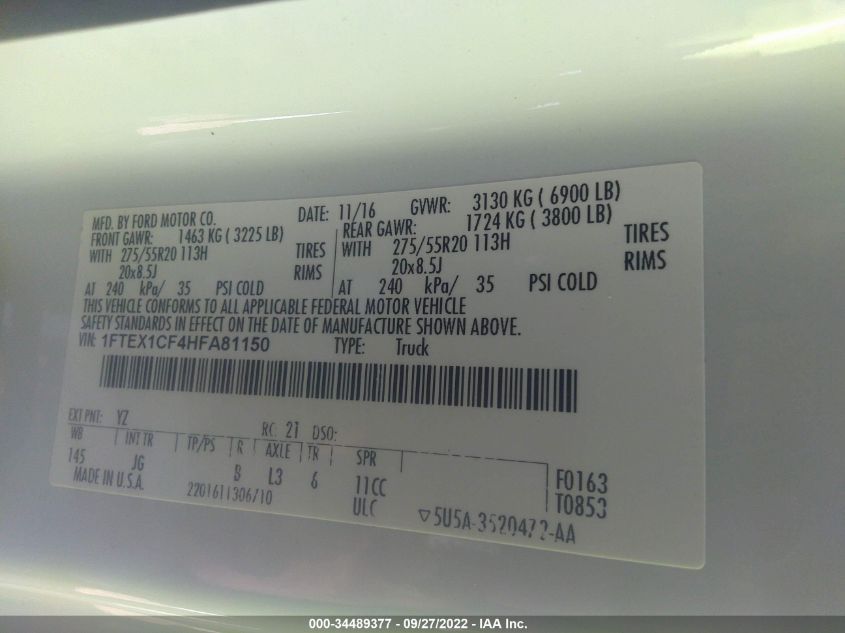 MFD. BY FORD MOTOR CO. DATE: 11/16 GVWR: 3130 KG ( 6900 LB)
FRONT GAWR: 1463 KG ( 3225 LB) REAR GAWR: 1724 KG ( 3800 LB)
WITH 275/55R20 113H TIRES WITH 275/55R20 113H TIRES
20x8.5J RIMS 20x8.5J RIMS
AT 240 kPa/ 35 PSI COLD AT 240 kPa/ 35 PSI COLD
THIS VEHICLE CONFORMS TO ALL APPLICABLE FEDERAL MOTOR VEHICLE
SAFETY STANDARDS IN EFFECT ON THE DATE OF MANUFACTURE SHOWN ABOVE.
VIN: 1FTEX1CF4HFA81150 TYPE: Truck
EXT PNT: YZ RC: 21 DSO:
WB INT TR TP/PS R AXLE TR SPR
145 JG B L3 6 11CC F0163
MADE IN U.S.A. 2201611306710 ULC T0853
▽5U5A-3520472-AA
000-34489377 - 09/27/2022 - IAA Inc.